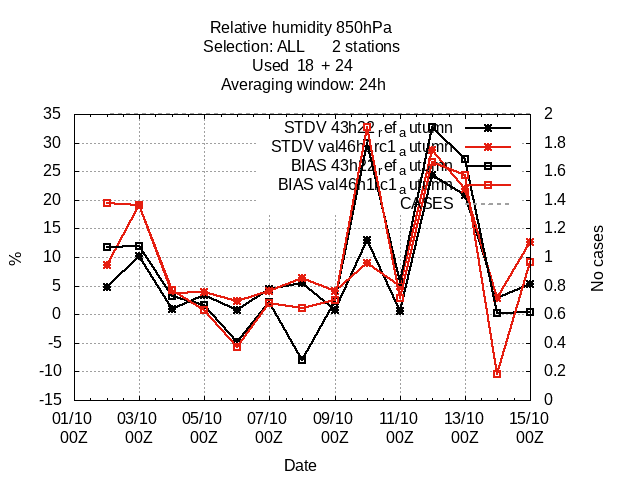 Relative humidity 850hPa
Selection: ALL 2 stations
Used 18 + 24
Averaging window: 24h
35 2
30 1.8
25 1.6
20 1.4
15 1.2
10 1
5 0.8
0 0.6
-5 0.4
-10 0.2
-15 0
STDV 43h22_ref_autumn
STDV val46h1rc1_autumn
BIAS 43h22_ref_autumn
BIAS val46h1rc1_autumn
CASES
%
No cases
01/10 03/10 05/10 07/10 09/10 11/10 13/10 15/10
00Z 00Z 00Z 00Z 00Z 00Z 00Z 00Z
Date